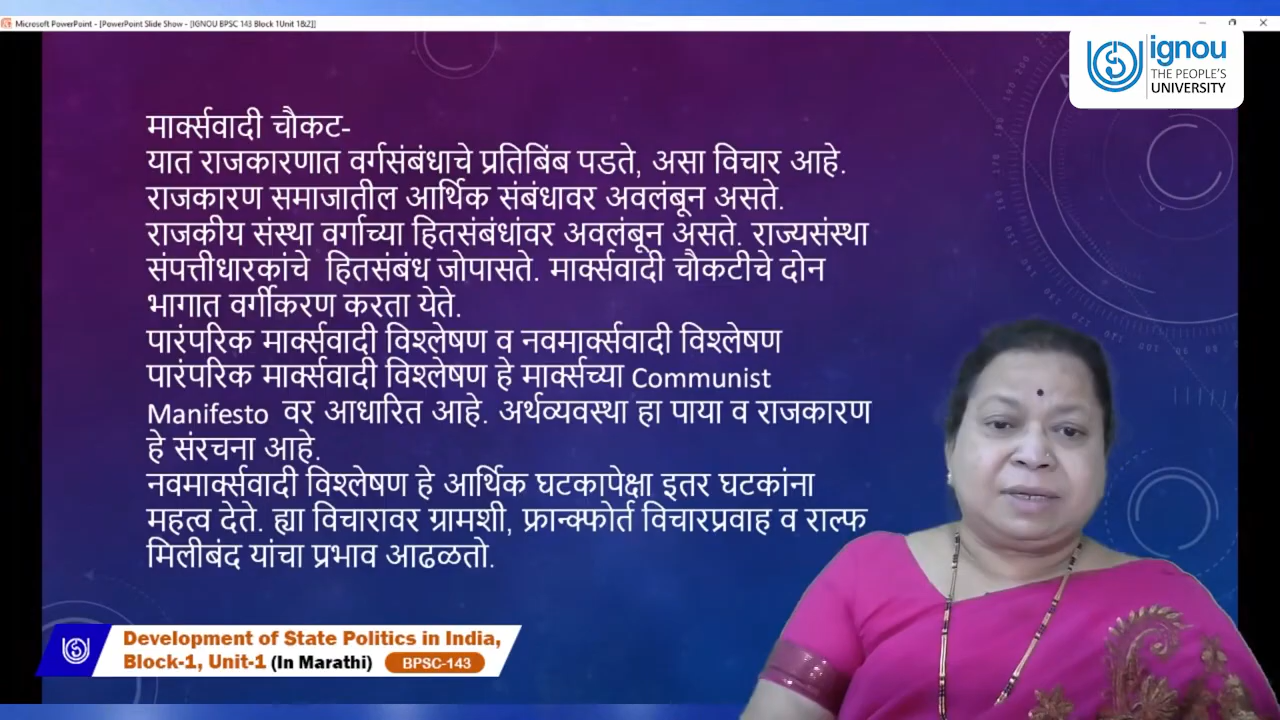 Microsoft PowerPoint - [PowerPoint Slide Show - [IGNOU BPSC 143 Block 1Unit 1&2]]
ignou
THE PEOPLE'S
UNIVERSITY
मार्क्सवादी चौकट-
यात राजकारणात वर्गसंबंधाचे प्रतिबिंब पडते, असा विचार आहे.
राजकारण समाजातील आर्थिक संबंधावर अवलंबून असते.
राजकीय संस्था वर्गाच्या हितसंबंधांवर अवलंबून असते. राज्यसंस्था
संपत्तीधारकांचे हितसंबंध जोपासते. मार्क्सवादी चौकटीचे दोन
भागात वर्गीकरण करता येते.
पारंपरिक मार्क्सवादी विश्लेषण व नवमार्क्सवादी विश्लेषण
पारंपरिक मार्क्सवादी विश्लेषण हे मार्क्सच्या Communist
Manifesto वर आधारित आहे. अर्थव्यवस्था हा पाया व राजकारण
हे संरचना आहे.
नवमार्क्सवादी विश्लेषण हे आर्थिक घटकापेक्षा इतर घटकांना
महत्व देते. ह्या विचारावर ग्रामशी, फ्रान्क्फोर्त विचारप्रवाह व राल्फ
मिलीबंद यांचा प्रभाव आढळतो.
Development of State Politics in India,
Block-1, Unit-1 (In Marathi) BPSC-143